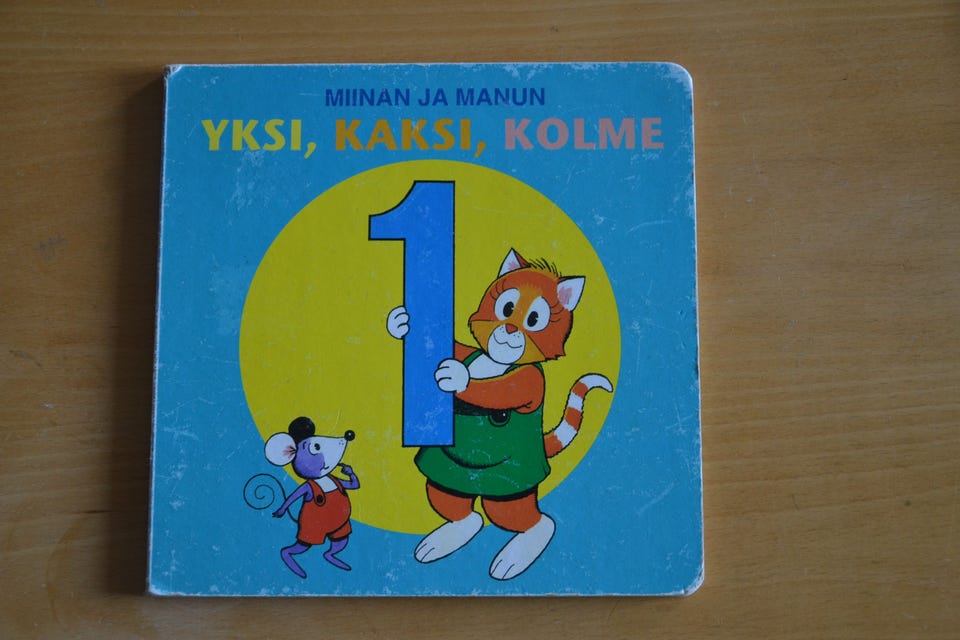 MIINAN JA MANUN
YKSI, KAKSI, KOLME
1